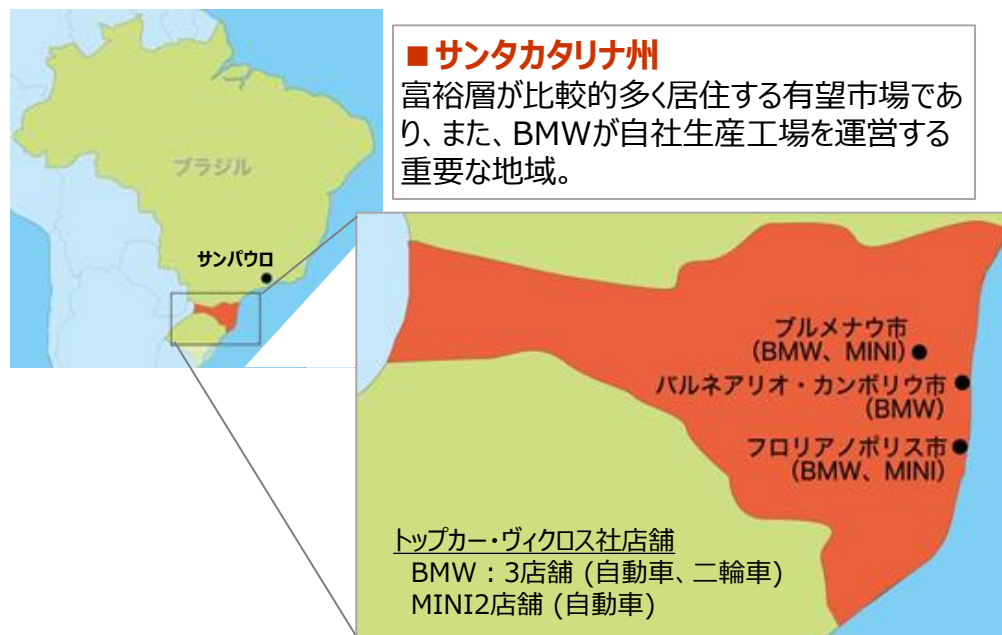 ■サンタカタリナ州
富裕層が比較的多く居住する有望市場であ
り、また、BMWが自社生産工場を運営する
重要な地域。
ブラジル
サンパウロ
ブルメナウ市
(BMW、MINI)
バルネアリオ・カンボリウ市
(BMW)
フロリアノポリス市
(BMW、MINI)
トップカー・ヴィクロス社店舗
BMW：3店舗 (自動車、二輪車)
MINI2店舗 (自動車)